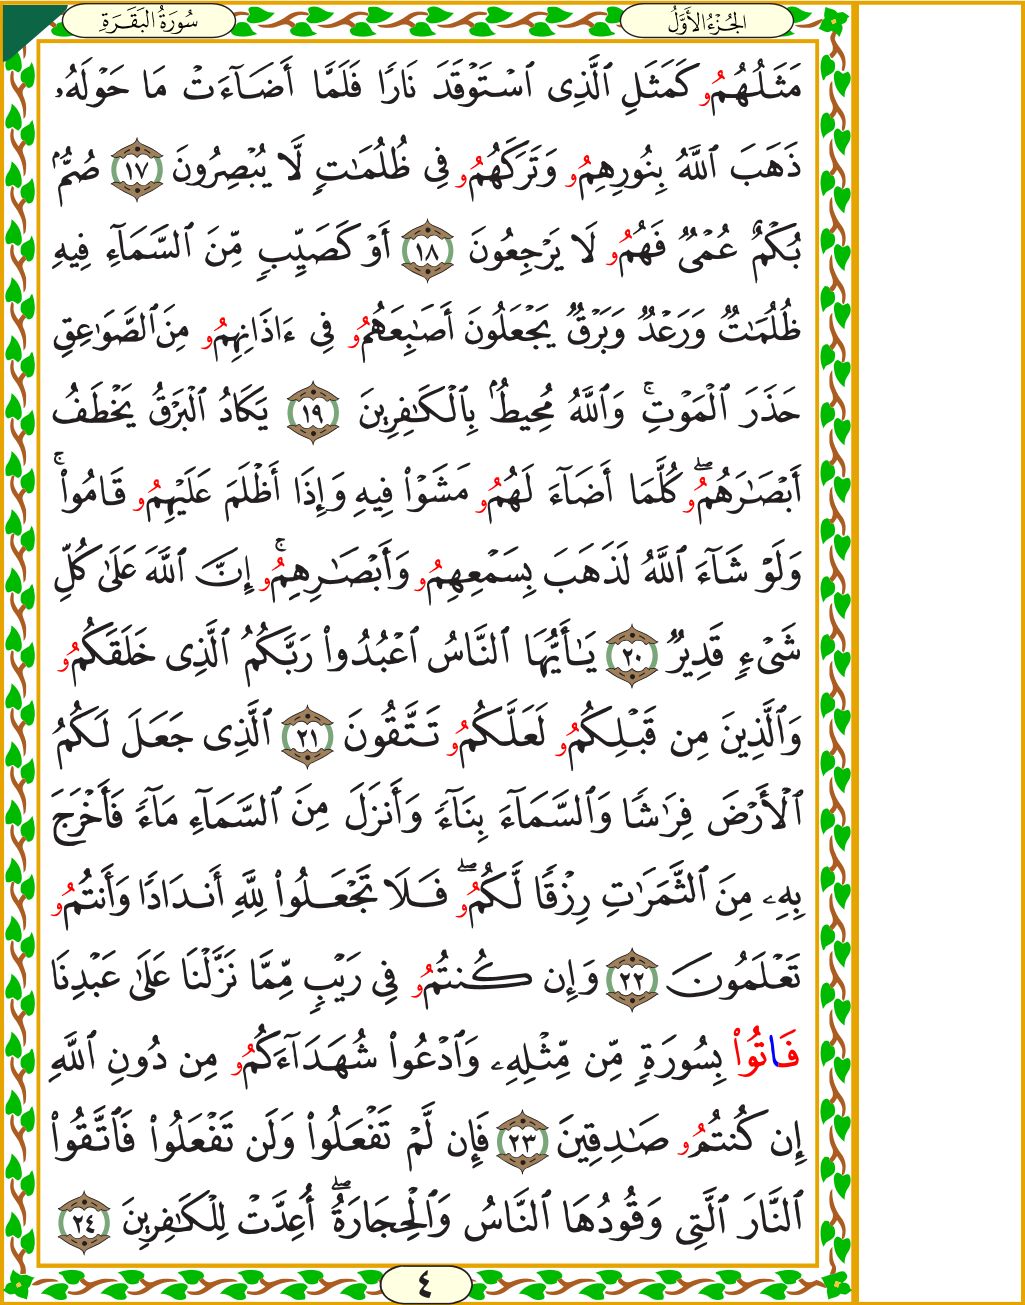 سُورَةُ الْبَقَرَةِ
الجُزْءُ الأَوَّلُ
مَثَلُهُمُۥ كَمَثَلِ ٱلَّذِى ٱسْتَوْقَدَ نَارًا فَلَمَّا أَضَآءَتْ مَا حَوْلَهُۥ
ذَهَبَ ٱللَّهُ بِنُورِهِمُۥ وَتَرَكَهُمُۥ فِى ظُلُمَٰتٍ لَّا يُبْصِرُونَ ١٧ صُمٌّۢ
بُكْمٌ عُمْىٌ فَهُمُۥ لَا يَرْجِعُونَ ١٨ أَوْ كَصَيِّبٍ مِّنَ ٱلسَّمَآءِ فِيهِ
ظُلُمَٰتٌ وَرَعْدٌ وَبَرْقٌ يَجْعَلُونَ أَصَٰبِعَهُمُۥ فِى ءَاذَانِهِمُۥ مِنَ ٱلصَّوَٰعِقِ
حَذَرَ ٱلْمَوْتِ ۚ وَٱللَّهُ مُحِيطٌۢ بِٱلْكَٰفِرِينَ ١٩ يَكَادُ ٱلْبَرْقُ يَخْطَفُ
أَبْصَٰرَهُمُۥ ۖ كُلَّمَا أَضَآءَ لَهُمُۥ مَشَوْا۟ فِيهِ وَإِذَا أَظْلَمَ عَلَيْهِمُۥ قَامُوا۟ ۚ
وَلَوْ شَآءَ ٱللَّهُ لَذَهَبَ بِسَمْعِهِمُۥ وَأَبْصَٰرِهِمُۥ ۚ إِنَّ ٱللَّهَ عَلَىٰ كُلِّ
شَىْءٍ قَدِيرٌ ٢٠ يَٰأَيُّهَا ٱلنَّاسُ ٱعْبُدُوا۟ رَبَّكُمُ ٱلَّذِى خَلَقَكُمُۥ
وَٱلَّذِينَ مِن قَبْلِكُمُۥ لَعَلَّكُمُۥ تَتَّقُونَ ٢١ ٱلَّذِى جَعَلَ لَكُمُ
ٱلْأَرْضَ فِرَٰشًا وَٱلسَّمَآءَ بِنَآءً وَأَنزَلَ مِنَ ٱلسَّمَآءِ مَآءً فَأَخْرَجَ
بِهِۦ مِنَ ٱلثَّمَرَٰتِ رِزْقًا لَّكُمُۥ ۖ فَلَا تَجْعَلُوا۟ لِلَّهِ أَندَادًا وَأَنتُمُۥ
تَعْلَمُونَ ٢٢ وَإِن كُنتُمُۥ فِى رَيْبٍ مِّمَّا نَزَّلْنَا عَلَىٰ عَبْدِنَا
فَاتُوا۟ بِسُورَةٍ مِّن مِّثْلِهِۦ وَٱدْعُوا۟ شُهَدَآءَكُمُۥ مِن دُونِ ٱللَّهِ
إِن كُنتُمُۥ صَٰدِقِينَ ٢٣ فَإِن لَّمْ تَفْعَلُوا۟ وَلَن تَفْعَلُوا۟ فَٱتَّقُوا۟
ٱلنَّارَ ٱلَّتِى وَقُودُهَا ٱلنَّاسُ وَٱلْحِجَارَةُ ۖ أُعِدَّتْ لِلْكَٰفِرِينَ ٢٤
٤